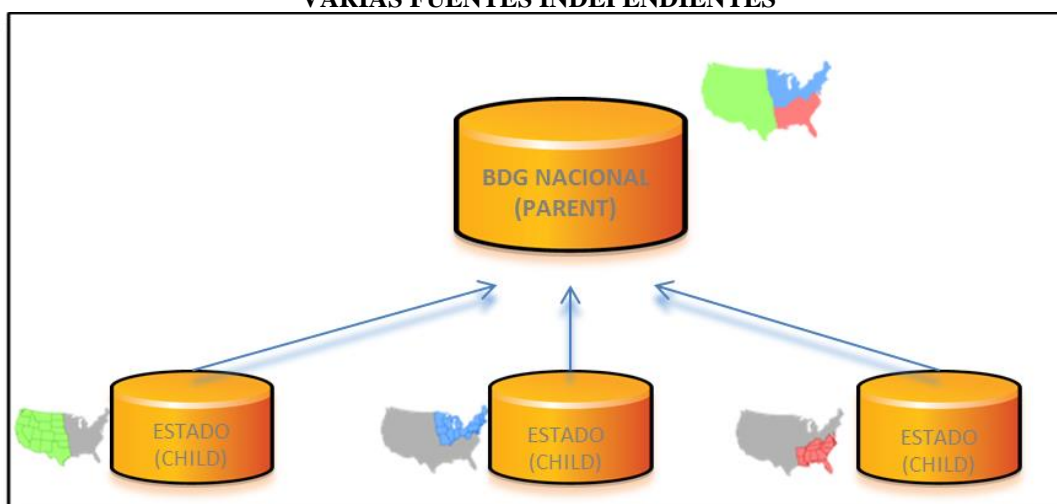 VARIAS FUENTES INDEPENDIENTES
BDG NACIONAL
(PARENT)
ESTADO
(CHILD)
ESTADO
(CHILD)
ESTADO
(CHILD)